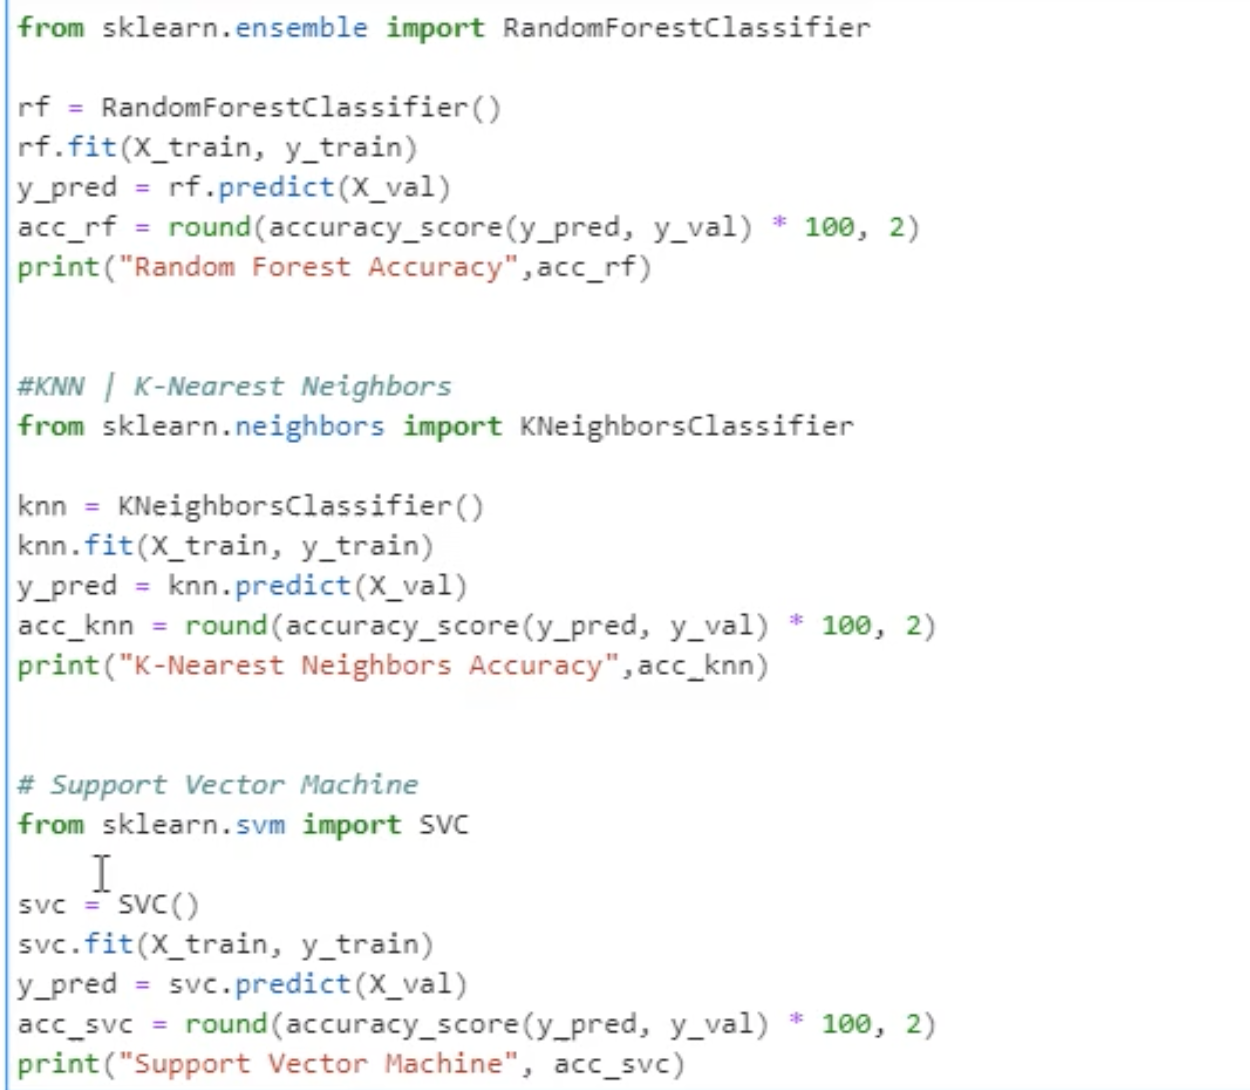 from sklearn.ensemble import RandomForestClassifier
rf = RandomForestClassifier()
rf.fit(X_train, y_train)
y_pred = rf.predict(X_val)
acc_rf = round(accuracy_score(y_pred, y_val) * 100, 2)
print("Random Forest Accuracy",acc_rf)
#KNN | K-Nearest Neighbors
from sklearn.neighbors import KNeighborsClassifier
knn = KNeighborsClassifier()
knn.fit(X_train, y_train)
y_pred = knn.predict(X_val)
acc_knn = round(accuracy_score(y_pred, y_val) * 100, 2)
print("K-Nearest Neighbors Accuracy",acc_knn)
# Support Vector Machine
from sklearn.svm import SVC
svc = SVC()
svc.fit(X_train, y_train)
y_pred = svc.predict(X_val)
acc_svc = round(accuracy_score(y_pred, y_val) * 100, 2)
print("Support Vector Machine", acc_svc)